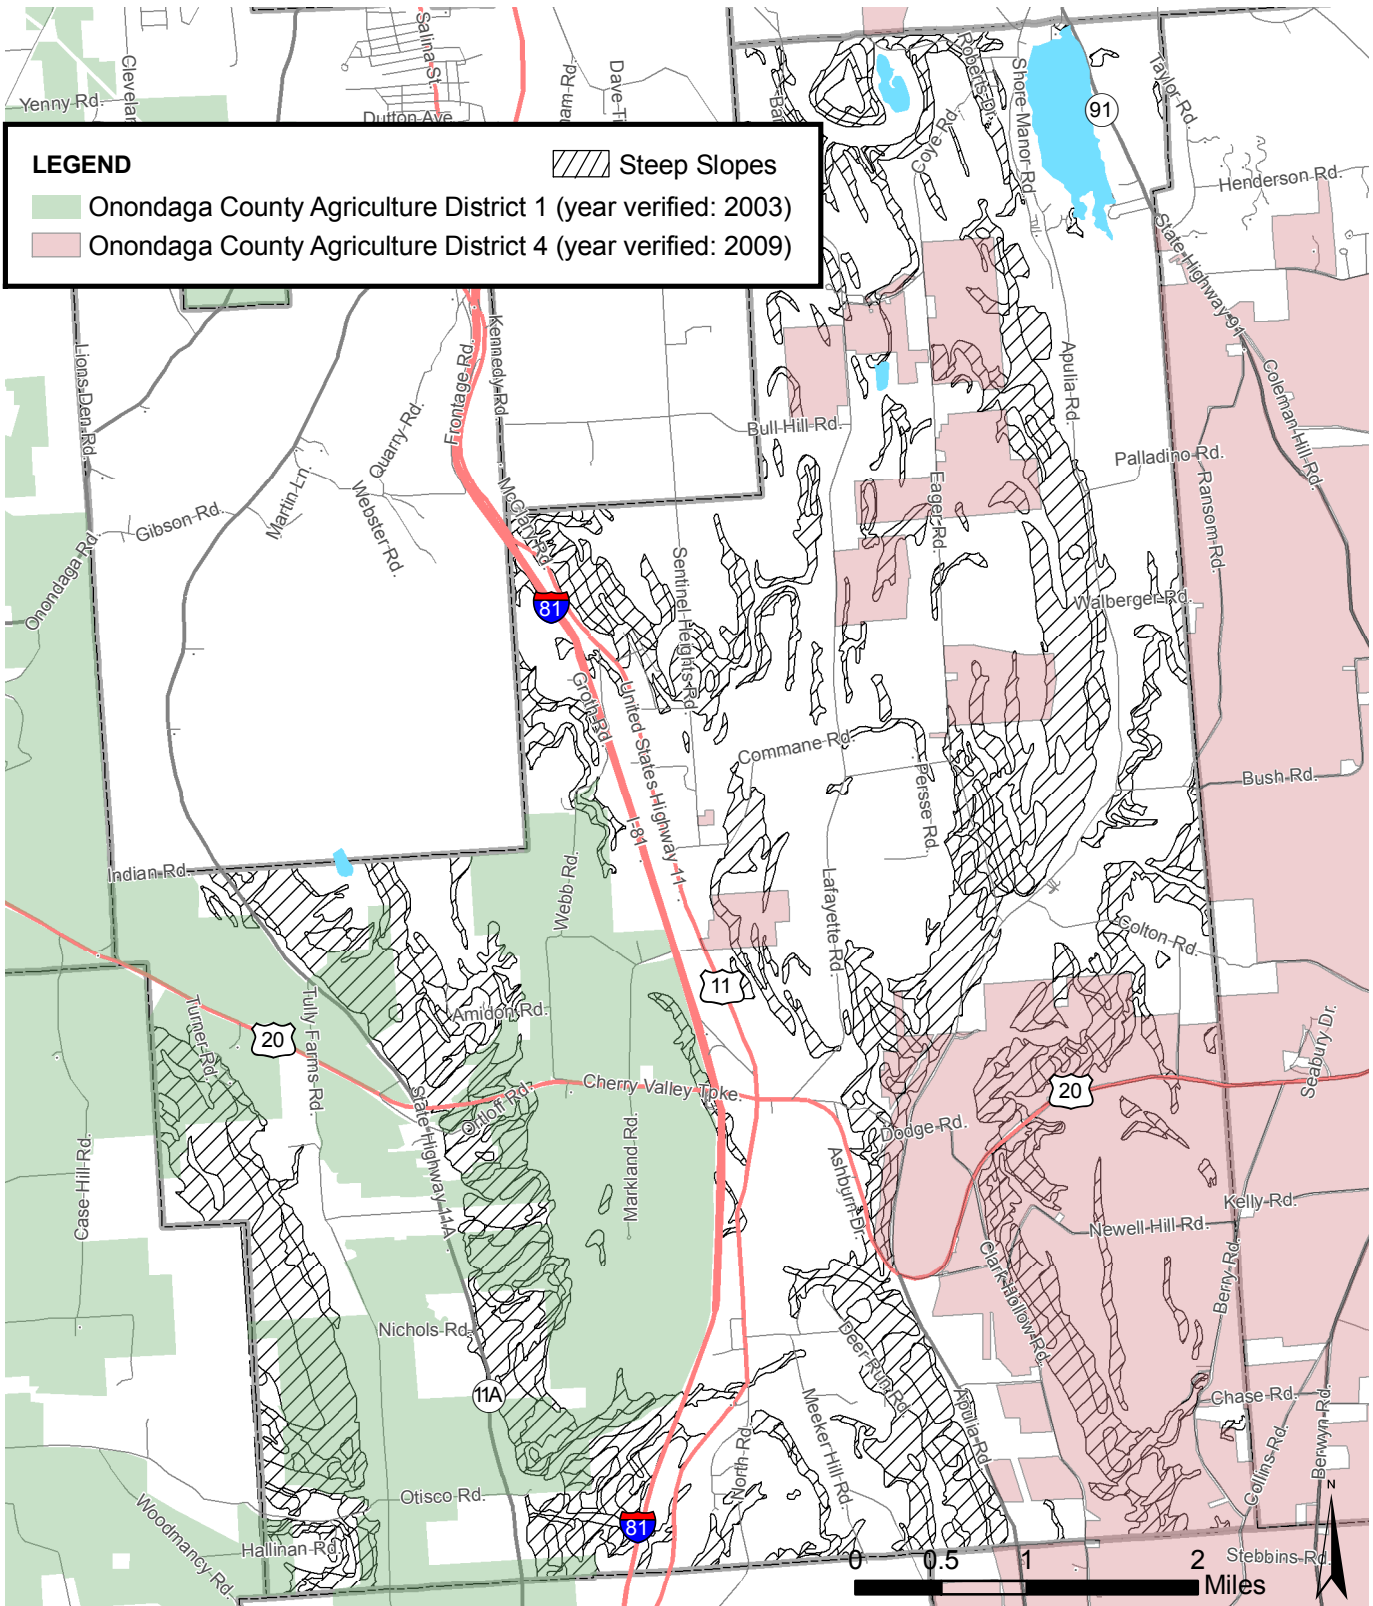 Salina St.
Yenny Rd.
Dutton Ave
Roberts Dr.
Shore Manor Rd.
91
Taylor Rd.
Coye Rd.
Henderson Rd.
LEGEND
Steep Slopes
Onondaga County Agriculture District 1 (year verified: 2003)
Onondaga County Agriculture District 4 (year verified: 2009)
State Highway 91
Lions Den Rd.
Frontage Rd.
Kennedy Rd.
Apulia Rd.
Coleman Hill Rd.
Quarry Rd.
Bull Hill Rd.
Palladino Rd.
Martin Ln.
Webster Rd.
McClary Rd.
Eager Rd.
Ransom Rd.
Gibson Rd.
Onondaga Rd.
81
Sentinel Heights Rd.
Walberger Rd.
Groth Rd.
United States Highway 11
Commane Rd.
Persse Rd.
Bush Rd.
I-81
Indian Rd.
Webb Rd.
Lafayette Rd.
Colton Rd.
11
Turner Rd.
Tully Farms Rd.
Amidon Rd.
20
Seabury Dr.
Cherry Valley Tpke.
20
Ortloff Rd.
State Highway 11A
Dodge Rd.
Case Hill Rd.
Markland Rd.
Ashburn Dr.
Kelly Rd.
Newell Hill Rd.
Clark Hollow Rd.
Berry Rd.
Nichols Rd.
Deer Run Rd.
11A
Meeker Hill Rd.
Apulia Rd
Chase Rd.
North Rd.
Collins Rd.
Berwyn Rd.
Otisco Rd.
N
Woodmancy Rd.
81
Hallinan Rd.
0 0.5 1 2
Miles
Stebbins Rd.